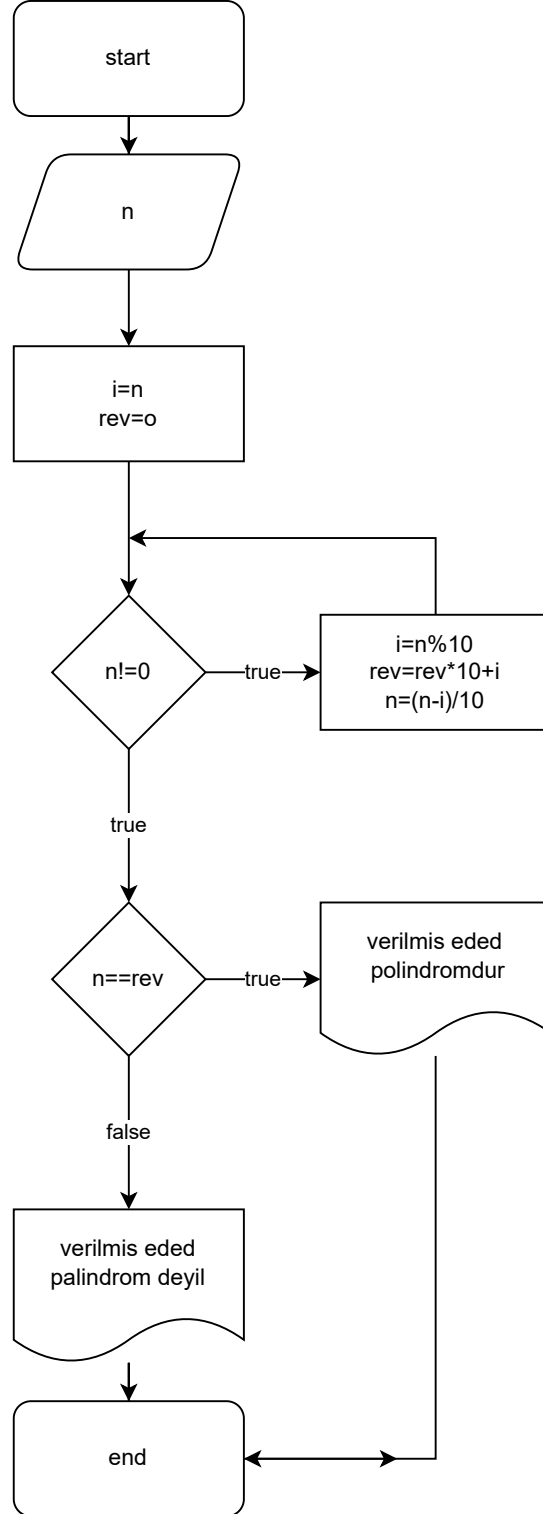 start
n
i=n
rev=o
n!=0
true
i=n%10
rev=rev*10+i
n=(n-i)/10
true
n==rev
true
verilmis eded
polindromdur
false
verilmis eded
palindrom deyil
end